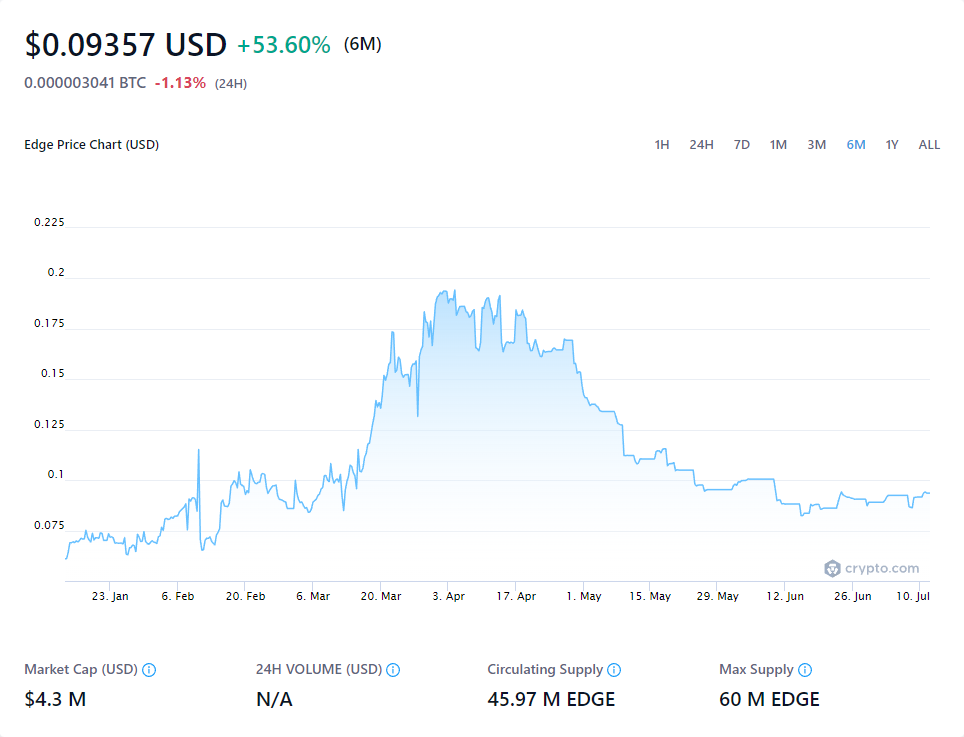 $0.09357 USD +53.60% (6M)
0.000003041 BTC -1.13% (24H)
Edge Price Chart (USD) 1H 24H 7D 1M 3M 6M 1Y ALL
0.225
0.2
0.175
0.15
0.125
0.1
0.075
crypto.com
23. Jan 6. Feb 20. Feb 6. Mar 20. Mar 3. Apr 17. Apr 1. May 15. May 29. May 12. Jun 26. Jun 10. Jul
Market Cap (USD) 24H VOLUME (USD) Circulating Supply Max Supply
$4.3 M N/A 45.97 M EDGE 60 M EDGE